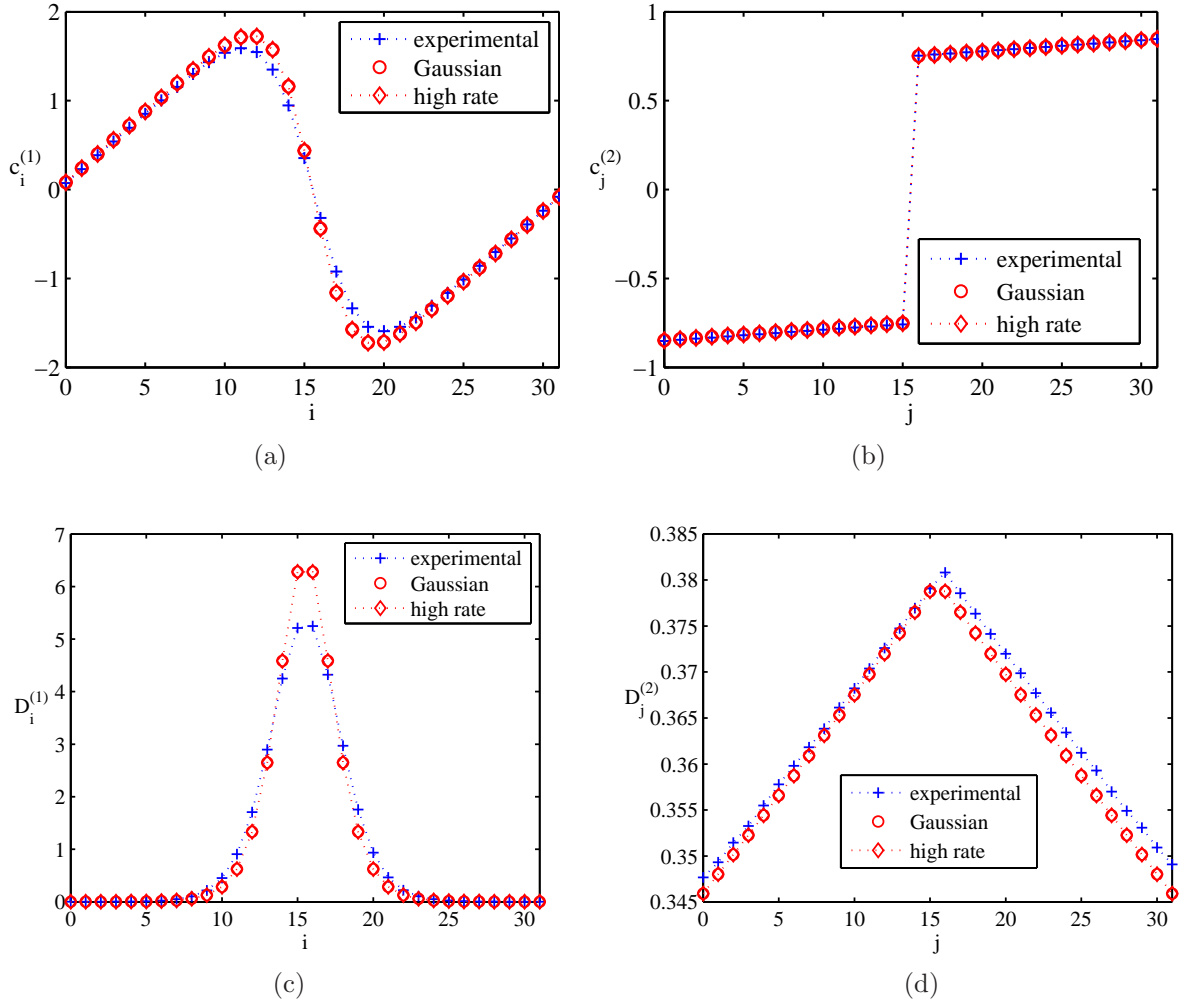 2
1
0
−1
−2
0 5 10 15 20 25 30
c_i^(1)
i
experimental
Gaussian
high rate
(a)
1
0.5
0
−0.5
−1
0 5 10 15 20 25 30
c_j^(2)
j
experimental
Gaussian
high rate
(b)
7
6
5
4
3
2
1
0
0 5 10 15 20 25 30
D_i^(1)
i
experimental
Gaussian
high rate
(c)
0.385
0.38
0.375
0.37
0.365
0.36
0.355
0.35
0.345
0 5 10 15 20 25 30
D_j^(2)
j
experimental
Gaussian
high rate
(d)